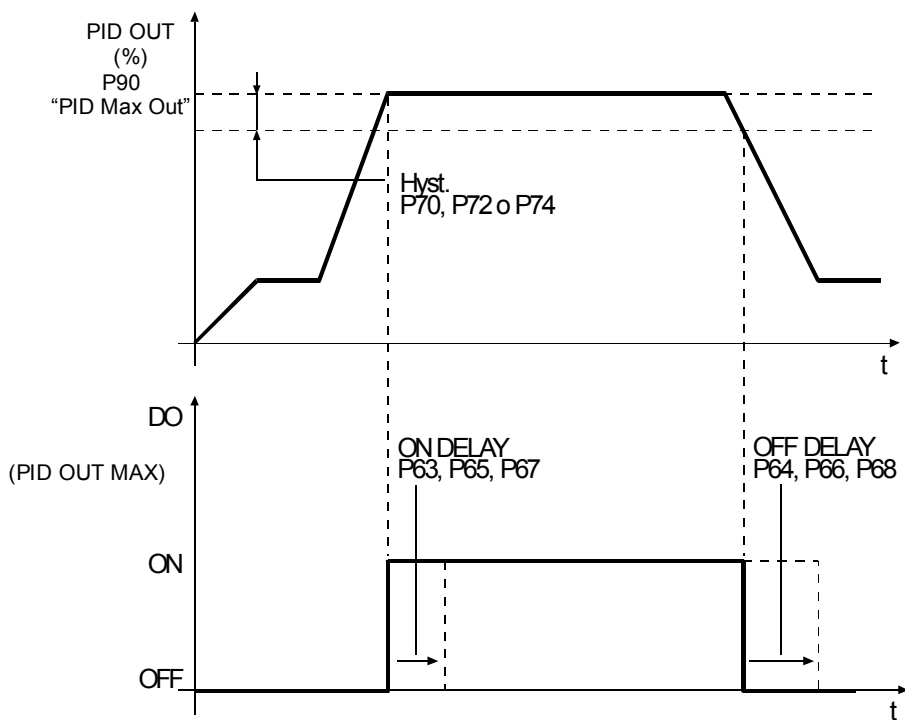 PID OUT
(%)
P90
“PID Max Out”
Hyst.
P70, P72 o P74
t
DO
(PID OUT MAX)
ON DELAY
P63, P65, P67
OFF DELAY
P64, P66, P68
ON
OFF
t